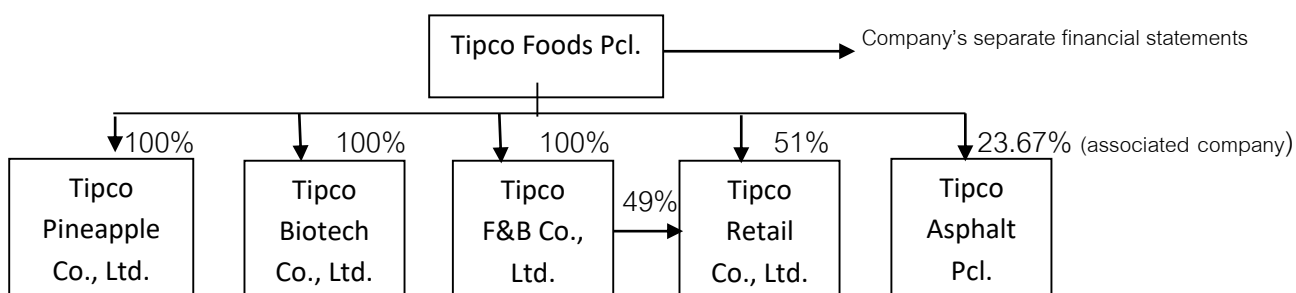 Tipco Foods Pcl.
Company's separate financial statements
100%
100%
100%
51%
23.67% (associated company)
Tipco
Pineapple
Co., Ltd.
Tipco
Biotech
Co., Ltd.
Tipco
F&B Co.,
Ltd.
49%
Tipco
Retail
Co., Ltd.
Tipco
Asphalt
Pcl.